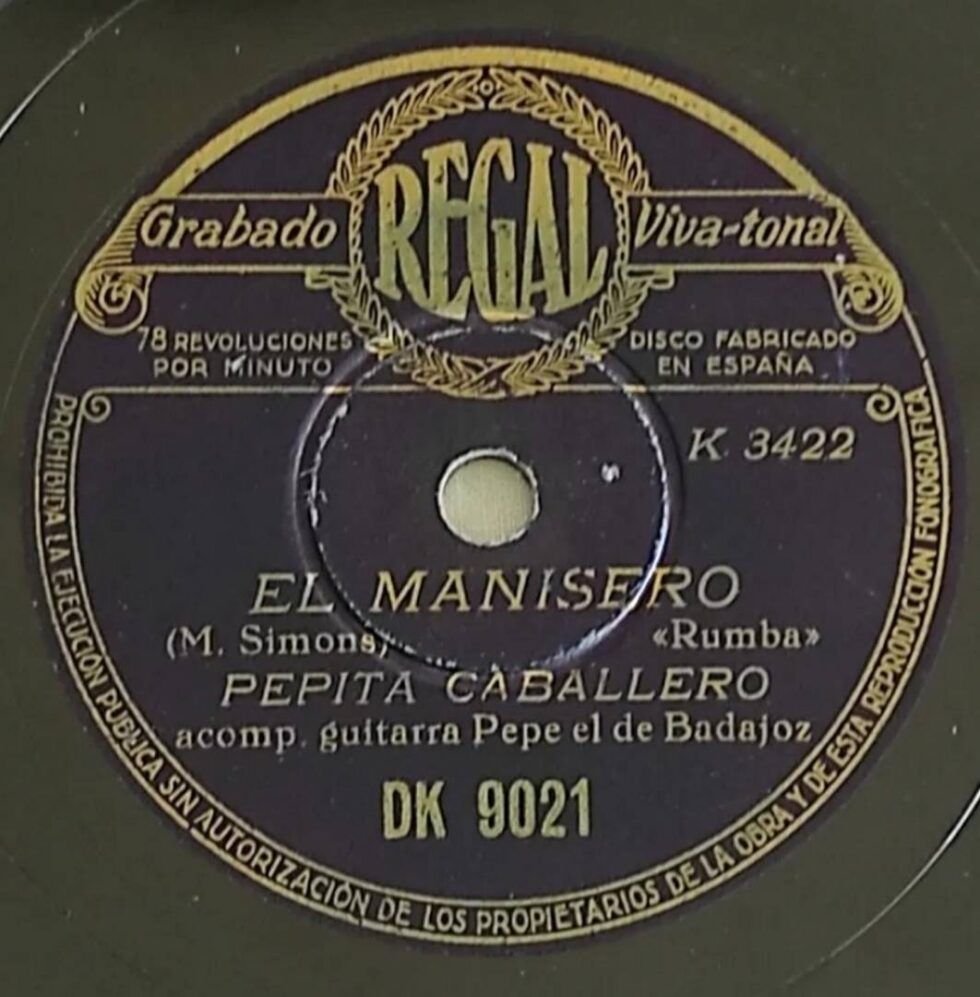 REGAL
Grabado Viva-tonal
78 REVOLUCIONES POR MINUTO
DISCO FABRICADO EN ESPAÑA
K 3422
EL MANISERO
(M. Simons) «Rumba»
PEPITA CABALLERO
acomp. guitarra Pepe el de Badajoz
DK 9021
PROHIBIDA LA EJECUCIÓN PUBLICA SIN AUTORIZACIÓN DE LOS PROPIETARIOS DE LA OBRA Y DE ESTA REPRODUCCIÓN FONOGRAFICA